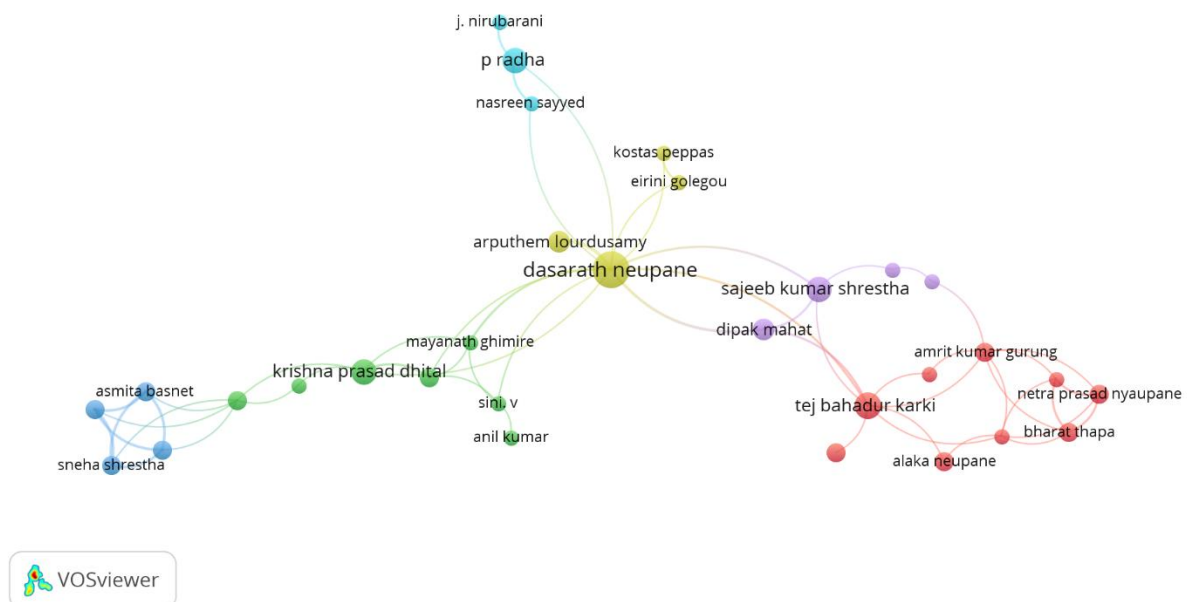 j. nirubarani
p radha
nasreen sayyed
kostas peppas
eirini golegou
arputhem lourdusamy
dasarath neupane
sajeeb kumar shrestha
dipak mahat
mayanath ghimire
amrit kumar gurung
krishna prasad dhital
asmita basnet
netra prasad nyaupane
sini. v
tej bahadur karki
anil kumar
bharat thapa
sneha shrestha
alaka neupane
VOSviewer